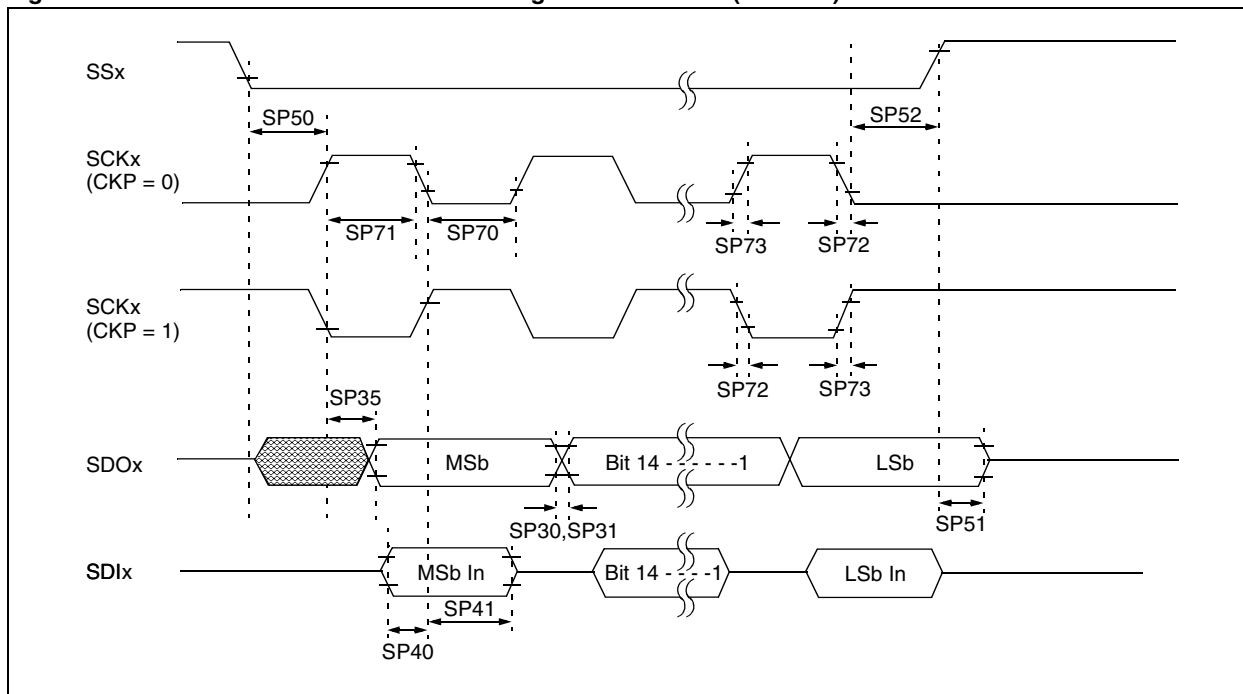 SSx
SP50
SP52
SCKx
(CKP = 0)
SP71
SP70
SP73
SP72
SCKx
(CKP = 1)
SP72
SP73
SP35
SDOx
MSb
Bit 14 - - - - - -1
LSb
SP30,SP31
SP51
SDIx
MSb In
Bit 14 - - - -1
LSb In
SP41
SP40